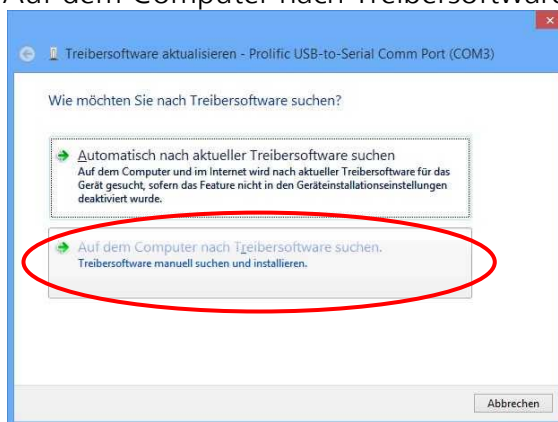 Auf dem Computer nach Treibersoftware
Treibersoftware aktualisieren - Prolific USB-to-Serial Comm Port (COM3)
Wie möchten Sie nach Treibersoftware suchen?
Automatisch nach aktueller Treibersoftware suchen
Auf dem Computer und im Internet wird nach aktueller Treibersoftware für das
Gerät gesucht, sofern das Feature nicht in den Geräteinstallationseinstellungen
deaktiviert wurde.
Auf dem Computer nach Treibersoftware suchen.
Treibersoftware manuell suchen und installieren.
Abbrechen